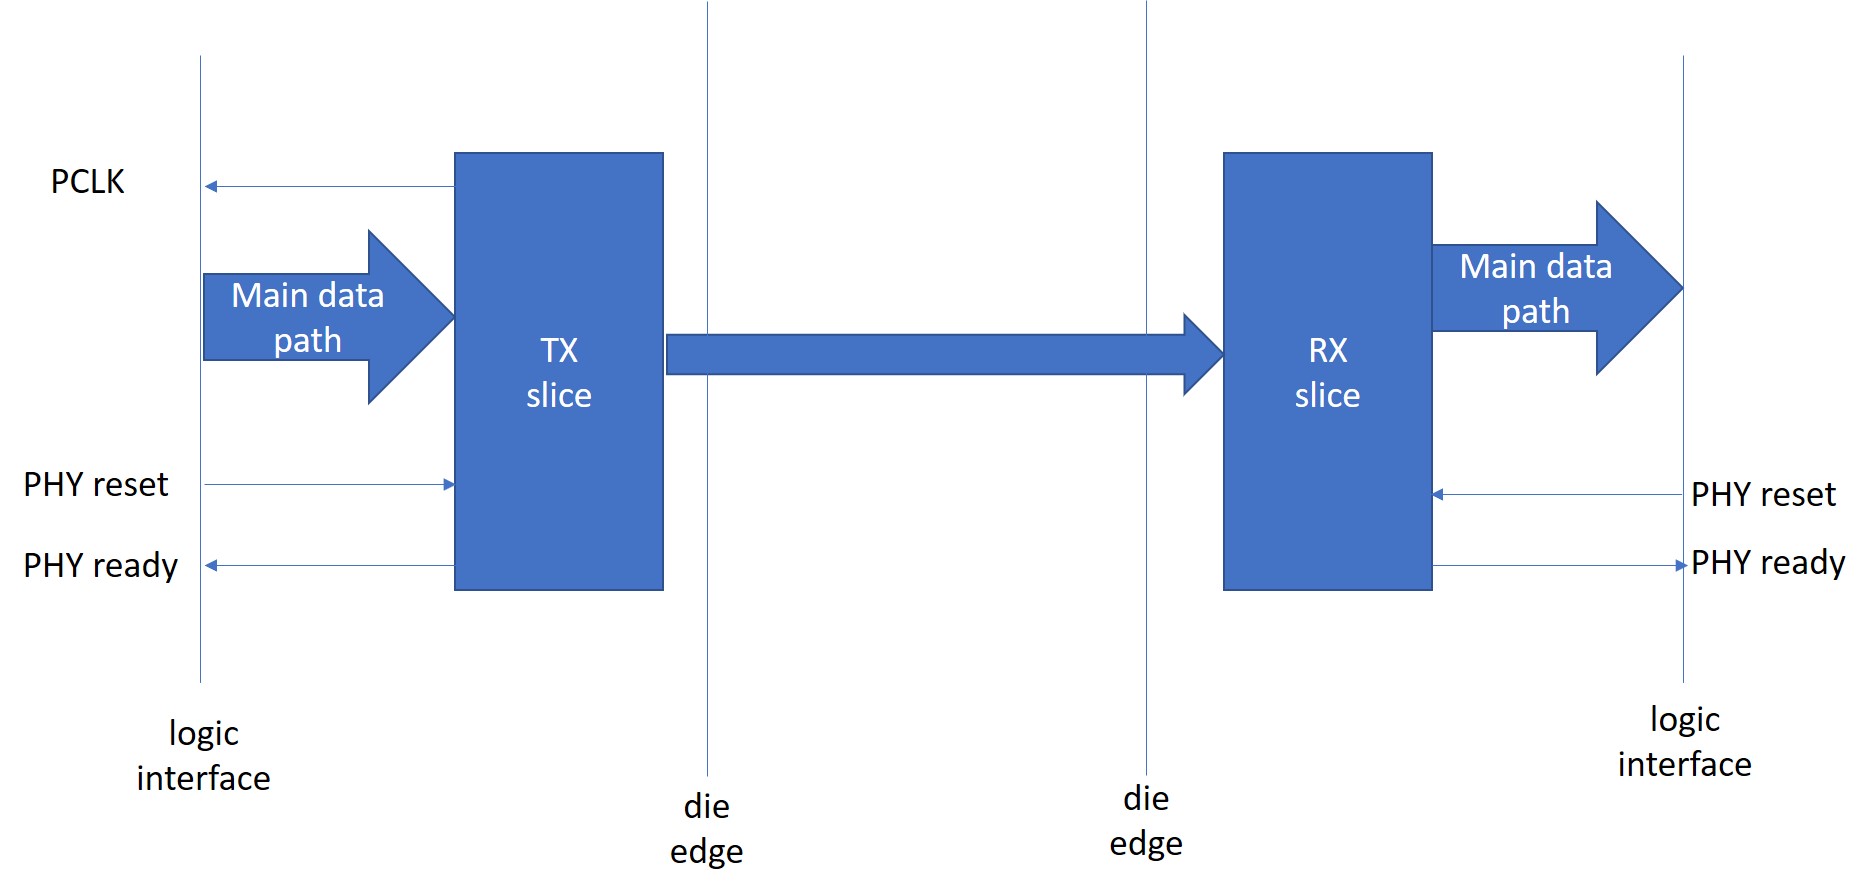 PCLK
Main data
path
TX
slice
PHY reset
PHY ready
logic
interface
die
edge
die
edge
RX
slice
Main data
path
PHY reset
PHY ready
logic
interface